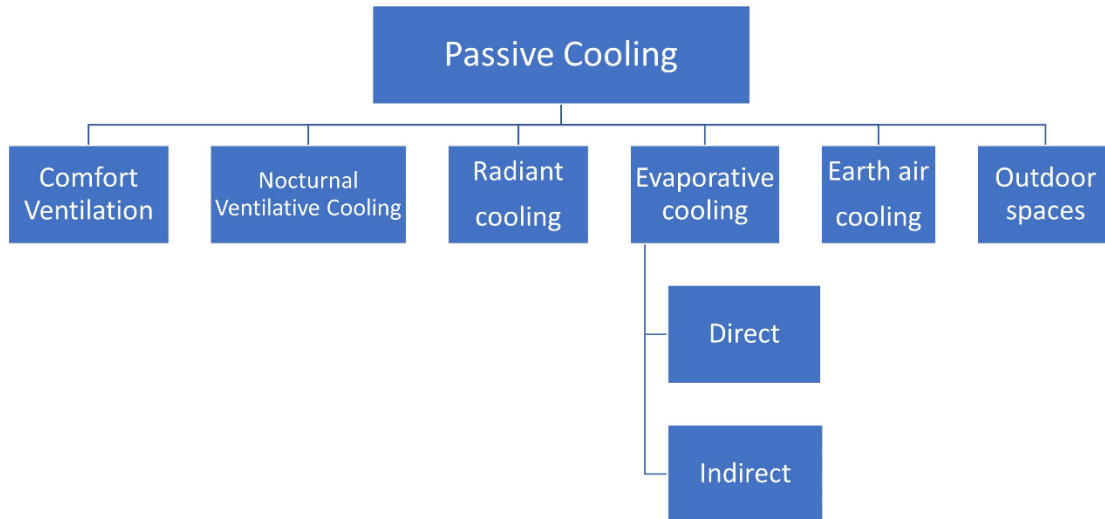 Passive Cooling
Comfort
Ventilation
Nocturnal
Ventilative Cooling
Radiant
cooling
Evaporative
cooling
Earth air
cooling
Outdoor
spaces
Direct
Indirect